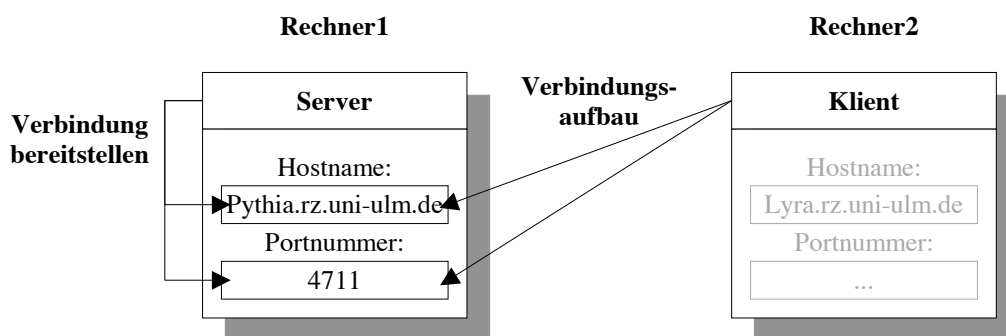 Rechner1
Rechner2
Verbindung
bereitstellen
Server
Hostname:
Pythia.rz.uni-ulm.de
Portnummer:
4711
Verbindungs-
aufbau
Klient
Hostname:
Lyra.rz.uni-ulm.de
Portnummer:
...